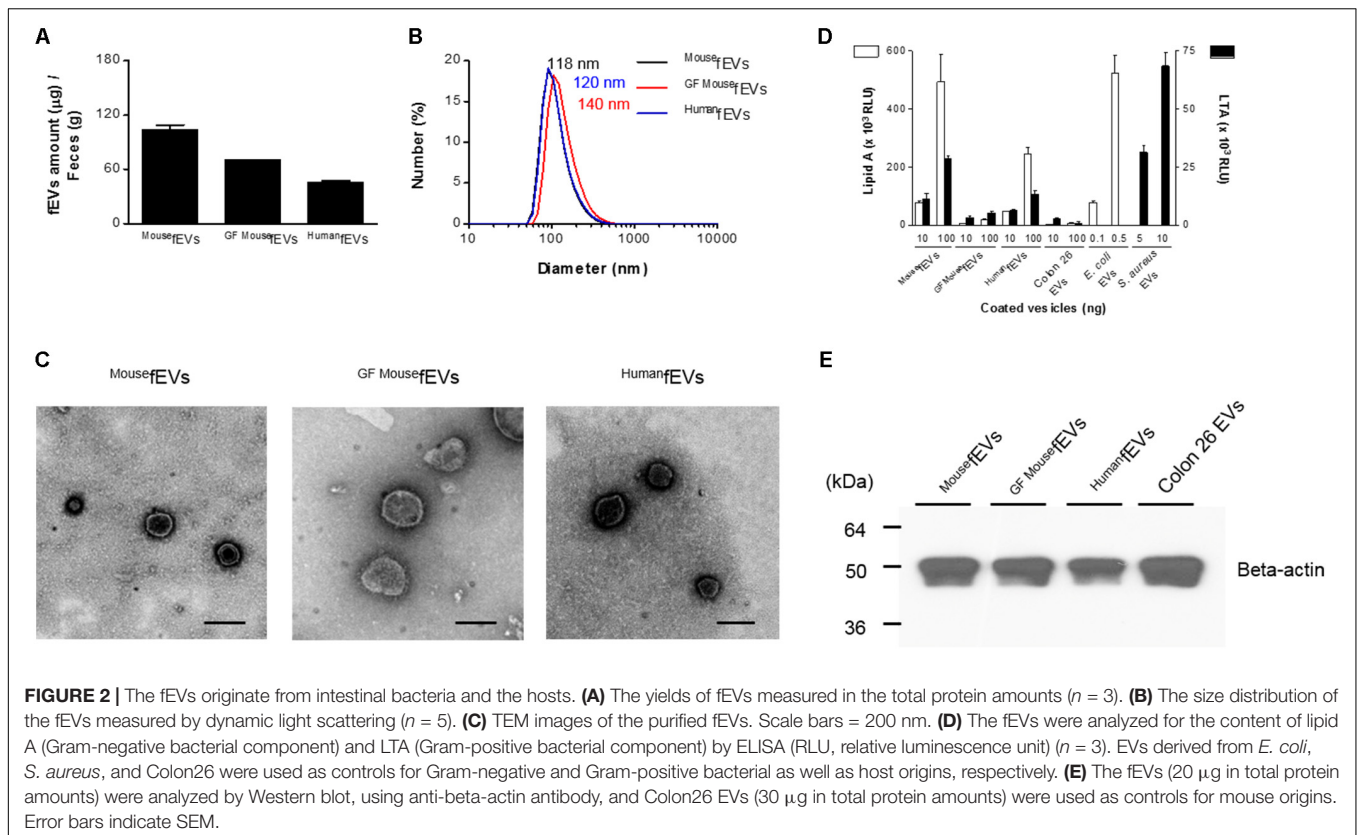 A
fEVs amount (µg) /
Feces (g)
180
120
60
0
MousefEVs
GF MousefEVs
HumanfEVs
B
Number (%)
20
15
10
5
0
118 nm
120 nm
140 nm
MousefEVs
GF MousefEVs
HumanfEVs
10
100
1000
10000
Diameter (nm)
D
Lipid A (x 10³ RLU)
600
400
200
0
75
50
25
0
LTA (x 10³ RLU)
10 100 10 100 10 100 10 100 0.1 0.5 5 10
MousefEVs
GF MousefEVs
HumanfEVs
Colon 26
EVs
E. coli
EVs
S. aureus
EVs
Coated vesicles (ng)
C
MousefEVs
GF MousefEVs
HumanfEVs
E
MousefEVs
GF MousefEVs
HumanfEVs
Colon 26 EVs
(kDa)
64
50
36
Beta-actin
FIGURE 2 | The fEVs originate from intestinal bacteria and the hosts. (A) The yields of fEVs measured in the total protein amounts (n = 3). (B) The size distribution of
the fEVs measured by dynamic light scattering (n = 5). (C) TEM images of the purified fEVs. Scale bars = 200 nm. (D) The fEVs were analyzed for the content of lipid
A (Gram-negative bacterial component) and LTA (Gram-positive bacterial component) by ELISA (RLU, relative luminescence unit) (n = 3). EVs derived from E. coli,
S. aureus, and Colon26 were used as controls for Gram-negative and Gram-positive bacterial as well as host origins, respectively. (E) The fEVs (20 µg in total protein
amounts) were analyzed by Western blot, using anti-beta-actin antibody, and Colon26 EVs (30 µg in total protein amounts) were used as controls for mouse origins.
Error bars indicate SEM.